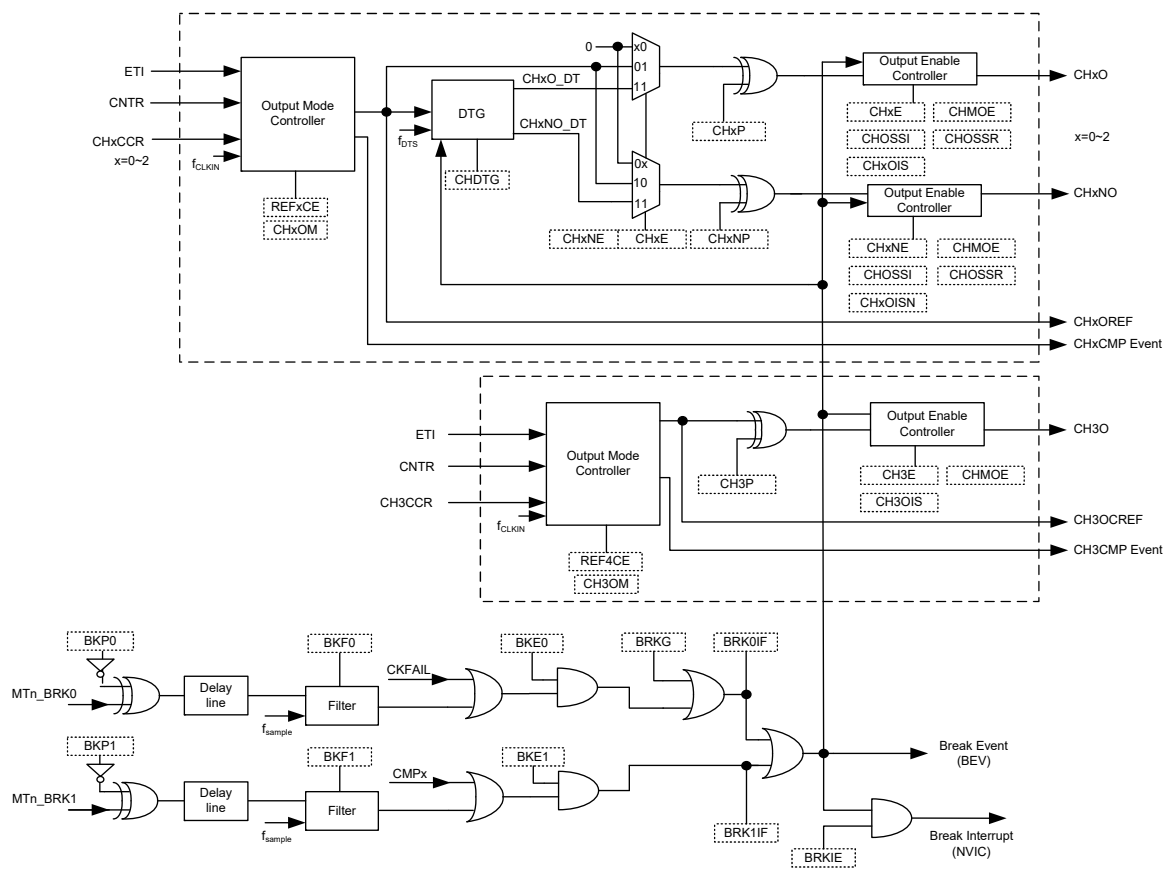 0
x0
01
11
ETI
CNTR
CHxCCR
x=0~2
fCLKIN
Output Mode
Controller
REFxCE
CHxOM
DTG
fDTS
CHDTG
CHxO_DT
CHxNO_DT
0x
10
11
CHxNE
CHxE
CHxP
CHxNP
Output Enable
Controller
CHxE
CHMOE
CHOSSI
CHOSSR
CHxOIS
Output Enable
Controller
CHxNE
CHMOE
CHOSSI
CHOSSR
CHxOISN
CHxO
x=0~2
CHxNO
CHxOREF
CHxCMP Event
ETI
CNTR
CH3CCR
fCLKIN
Output Mode
Controller
REF4CE
CH3OM
CH3P
Output Enable
Controller
CH3E
CHMOE
CH3OIS
CH3O
CH3OCREF
CH3CMP Event
BKP0
MTn_BRK0
Delay
line
BKF0
Filter
fsample
CKFAIL
BKE0
BRKG
BRK0IF
BKP1
MTn_BRK1
Delay
line
BKF1
Filter
fsample
CMPx
BKE1
BRK1IF
Break Event
(BEV)
BRKIE
Break Interrupt
(NVIC)